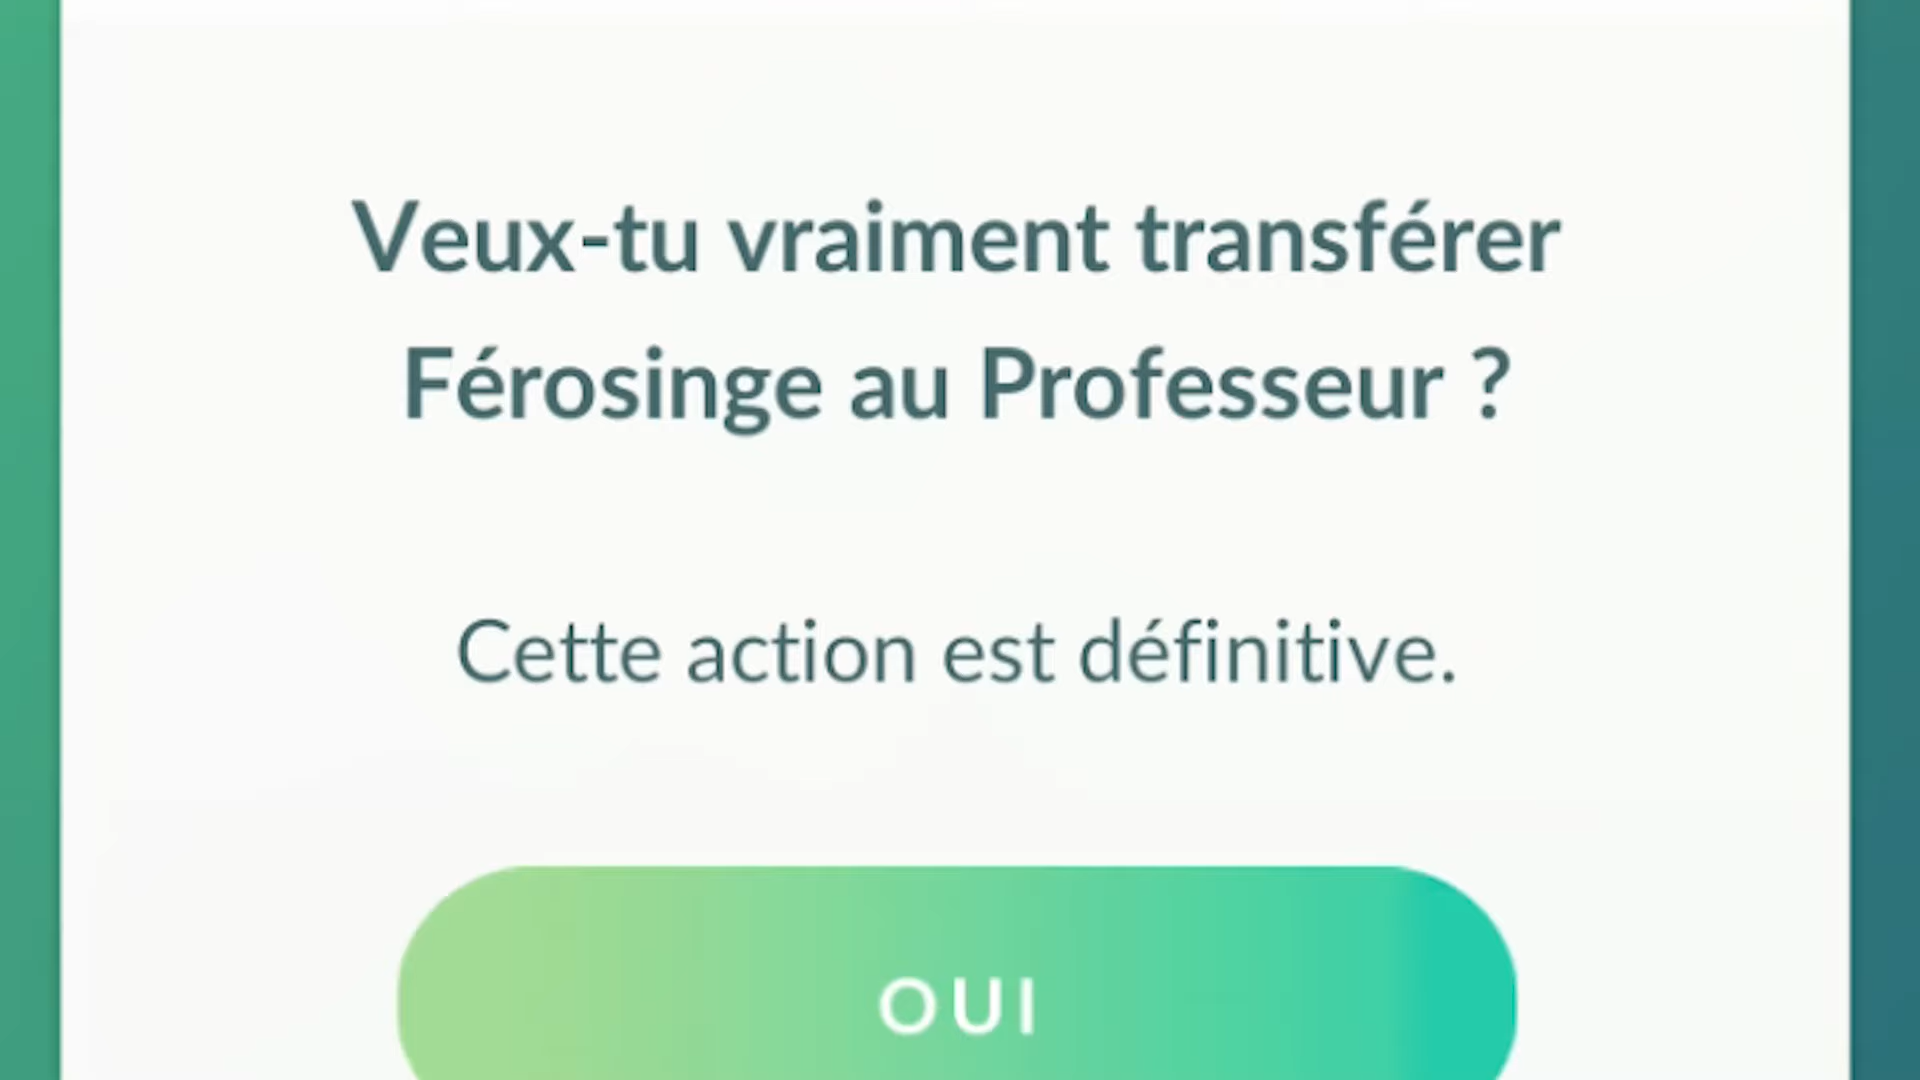 Veux-tu vraiment transférer
Férosinge au Professeur ?
Cette action est définitive.
OUI